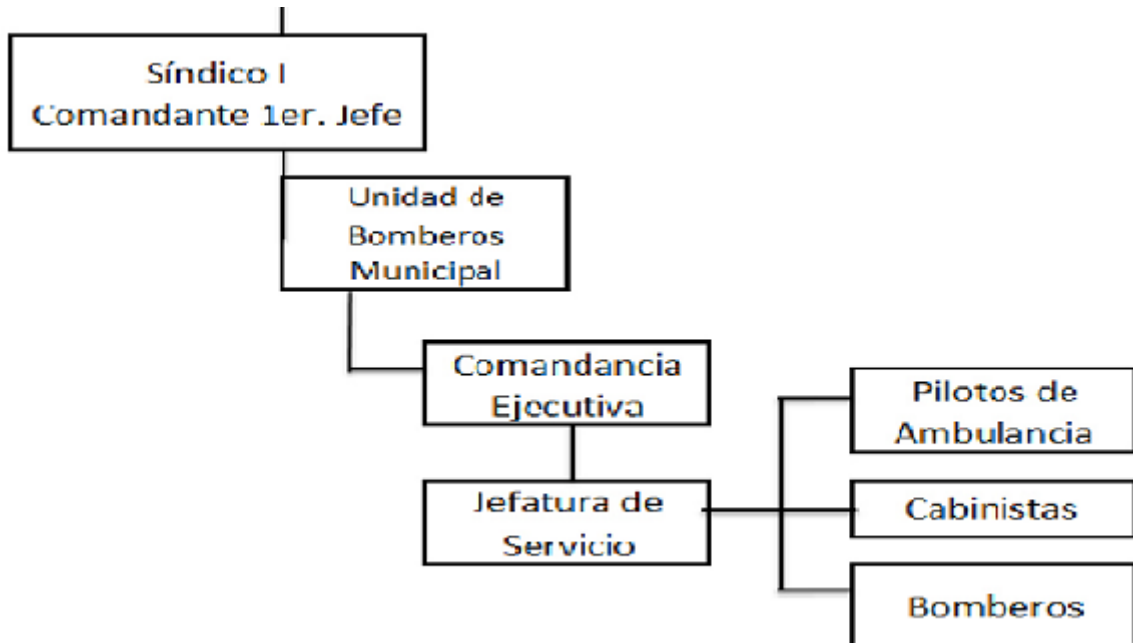 Síndico I
Comandante 1er. Jefe
Unidad de
Bomberos
Municipal
Comandancia
Ejecutiva
Jefatura de
Servicio
Pilotos de
Ambulancia
Cabinistas
Bomberos